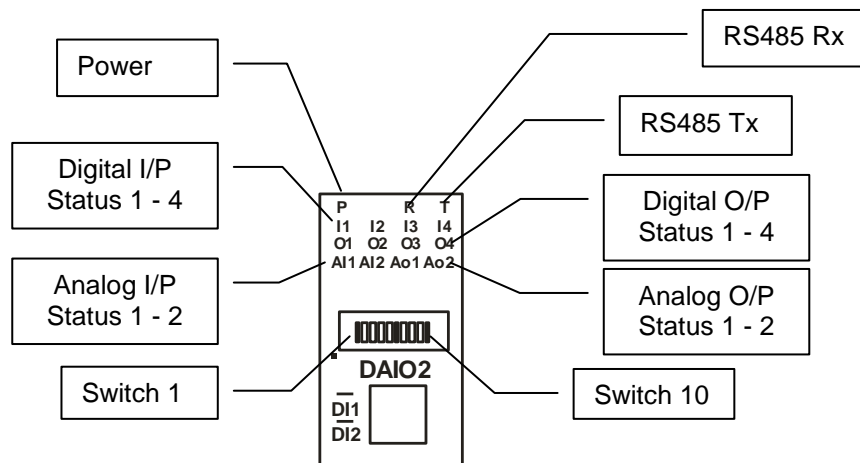 RS485 Rx
Power
RS485 Tx
Digital I/P
Status 1 - 4
Digital O/P
Status 1 - 4
P R T
I1 I2 I3 I4
O1 O2 O3 O4
AI1 AI2 Ao1 Ao2
Analog I/P
Status 1 - 2
Analog O/P
Status 1 - 2
Switch 1
DAIO2
Switch 10
DI1
DI2